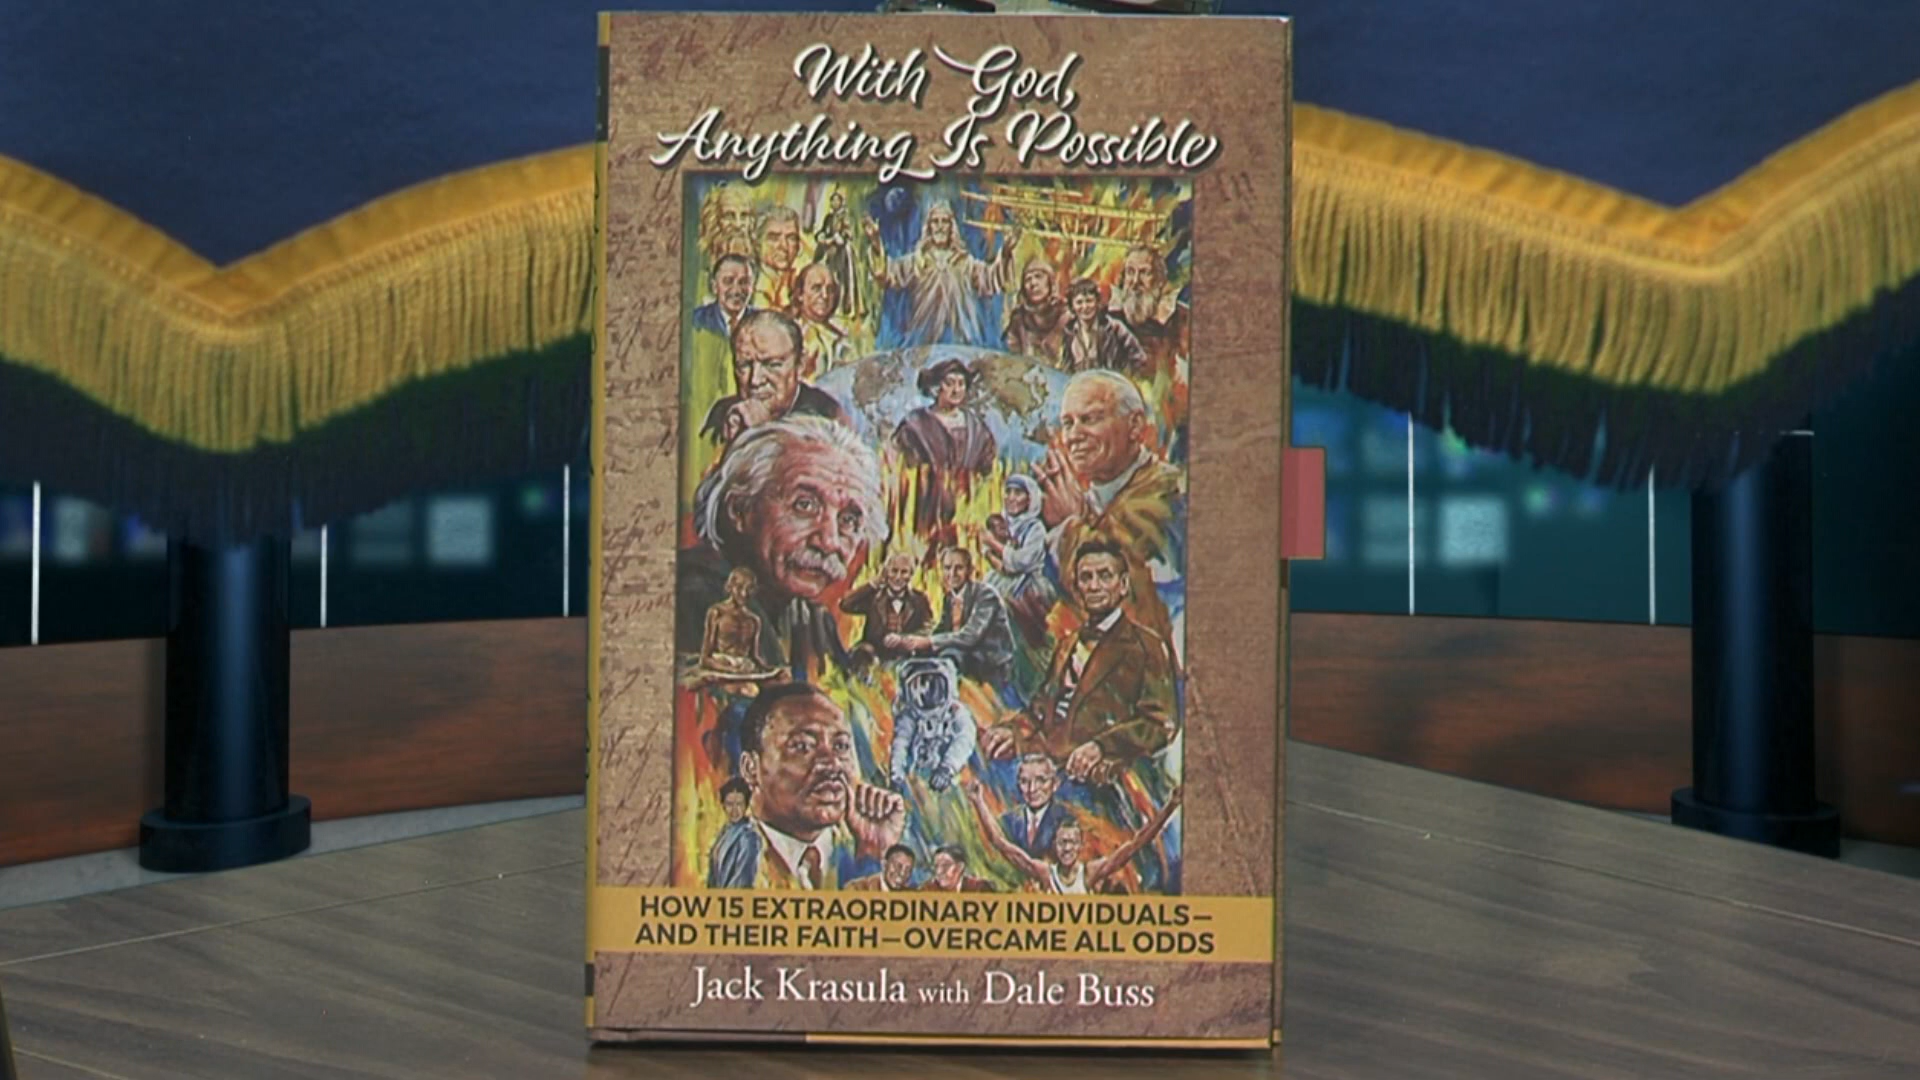 With God,
Anything Is Possible
HOW 15 EXTRAORDINARY INDIVIDUALS—
AND THEIR FAITH—OVERCAME ALL ODDS
Jack Krasula with Dale Buss